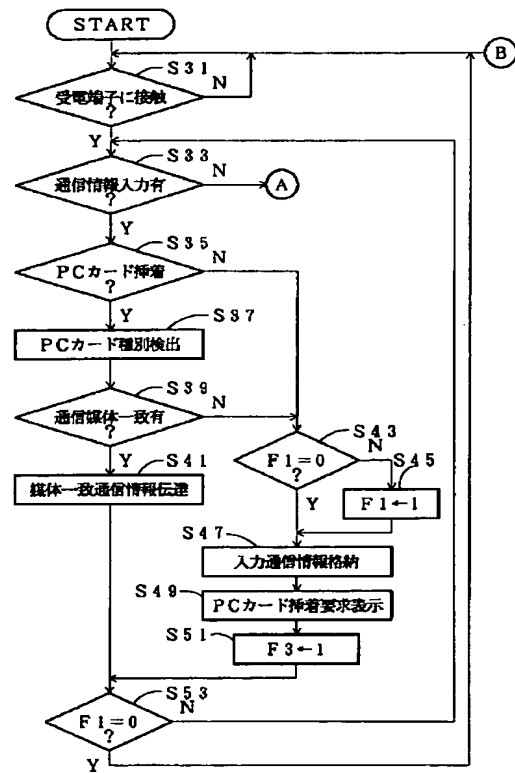 START
B
S31
N
受電端子に接触
?
Y
S33
N
通信情報入力有
?
A
Y
S35
N
PCカード挿着
?
Y
S37
PCカード種別検出
S39
N
通信媒体一致有
?
Y
S41
媒体一致通信情報伝達
S43
N
F1=0
?
S45
F1←1
Y
S47
入力通信情報格納
S49
PCカード挿着要求表示
S51
F3←1
S53
N
F1=0
?
Y